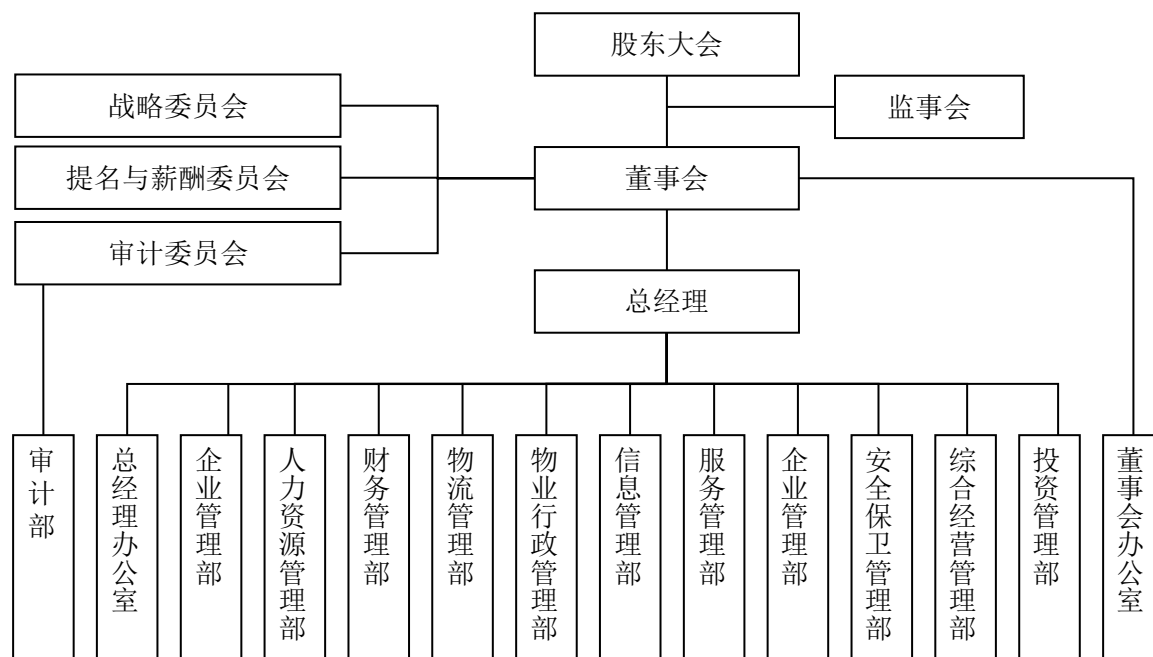 股东大会
战略委员会
监事会
提名与薪酬委员会
董事会
审计委员会
总经理
审计部
总经理办公室
企业管理部
人力资源管理部
财务管理部
物流管理部
物业行政管理部
信息管理部
服务管理部
企业管理部
安全保卫管理部
综合经营管理部
投资管理部
董事会办公室